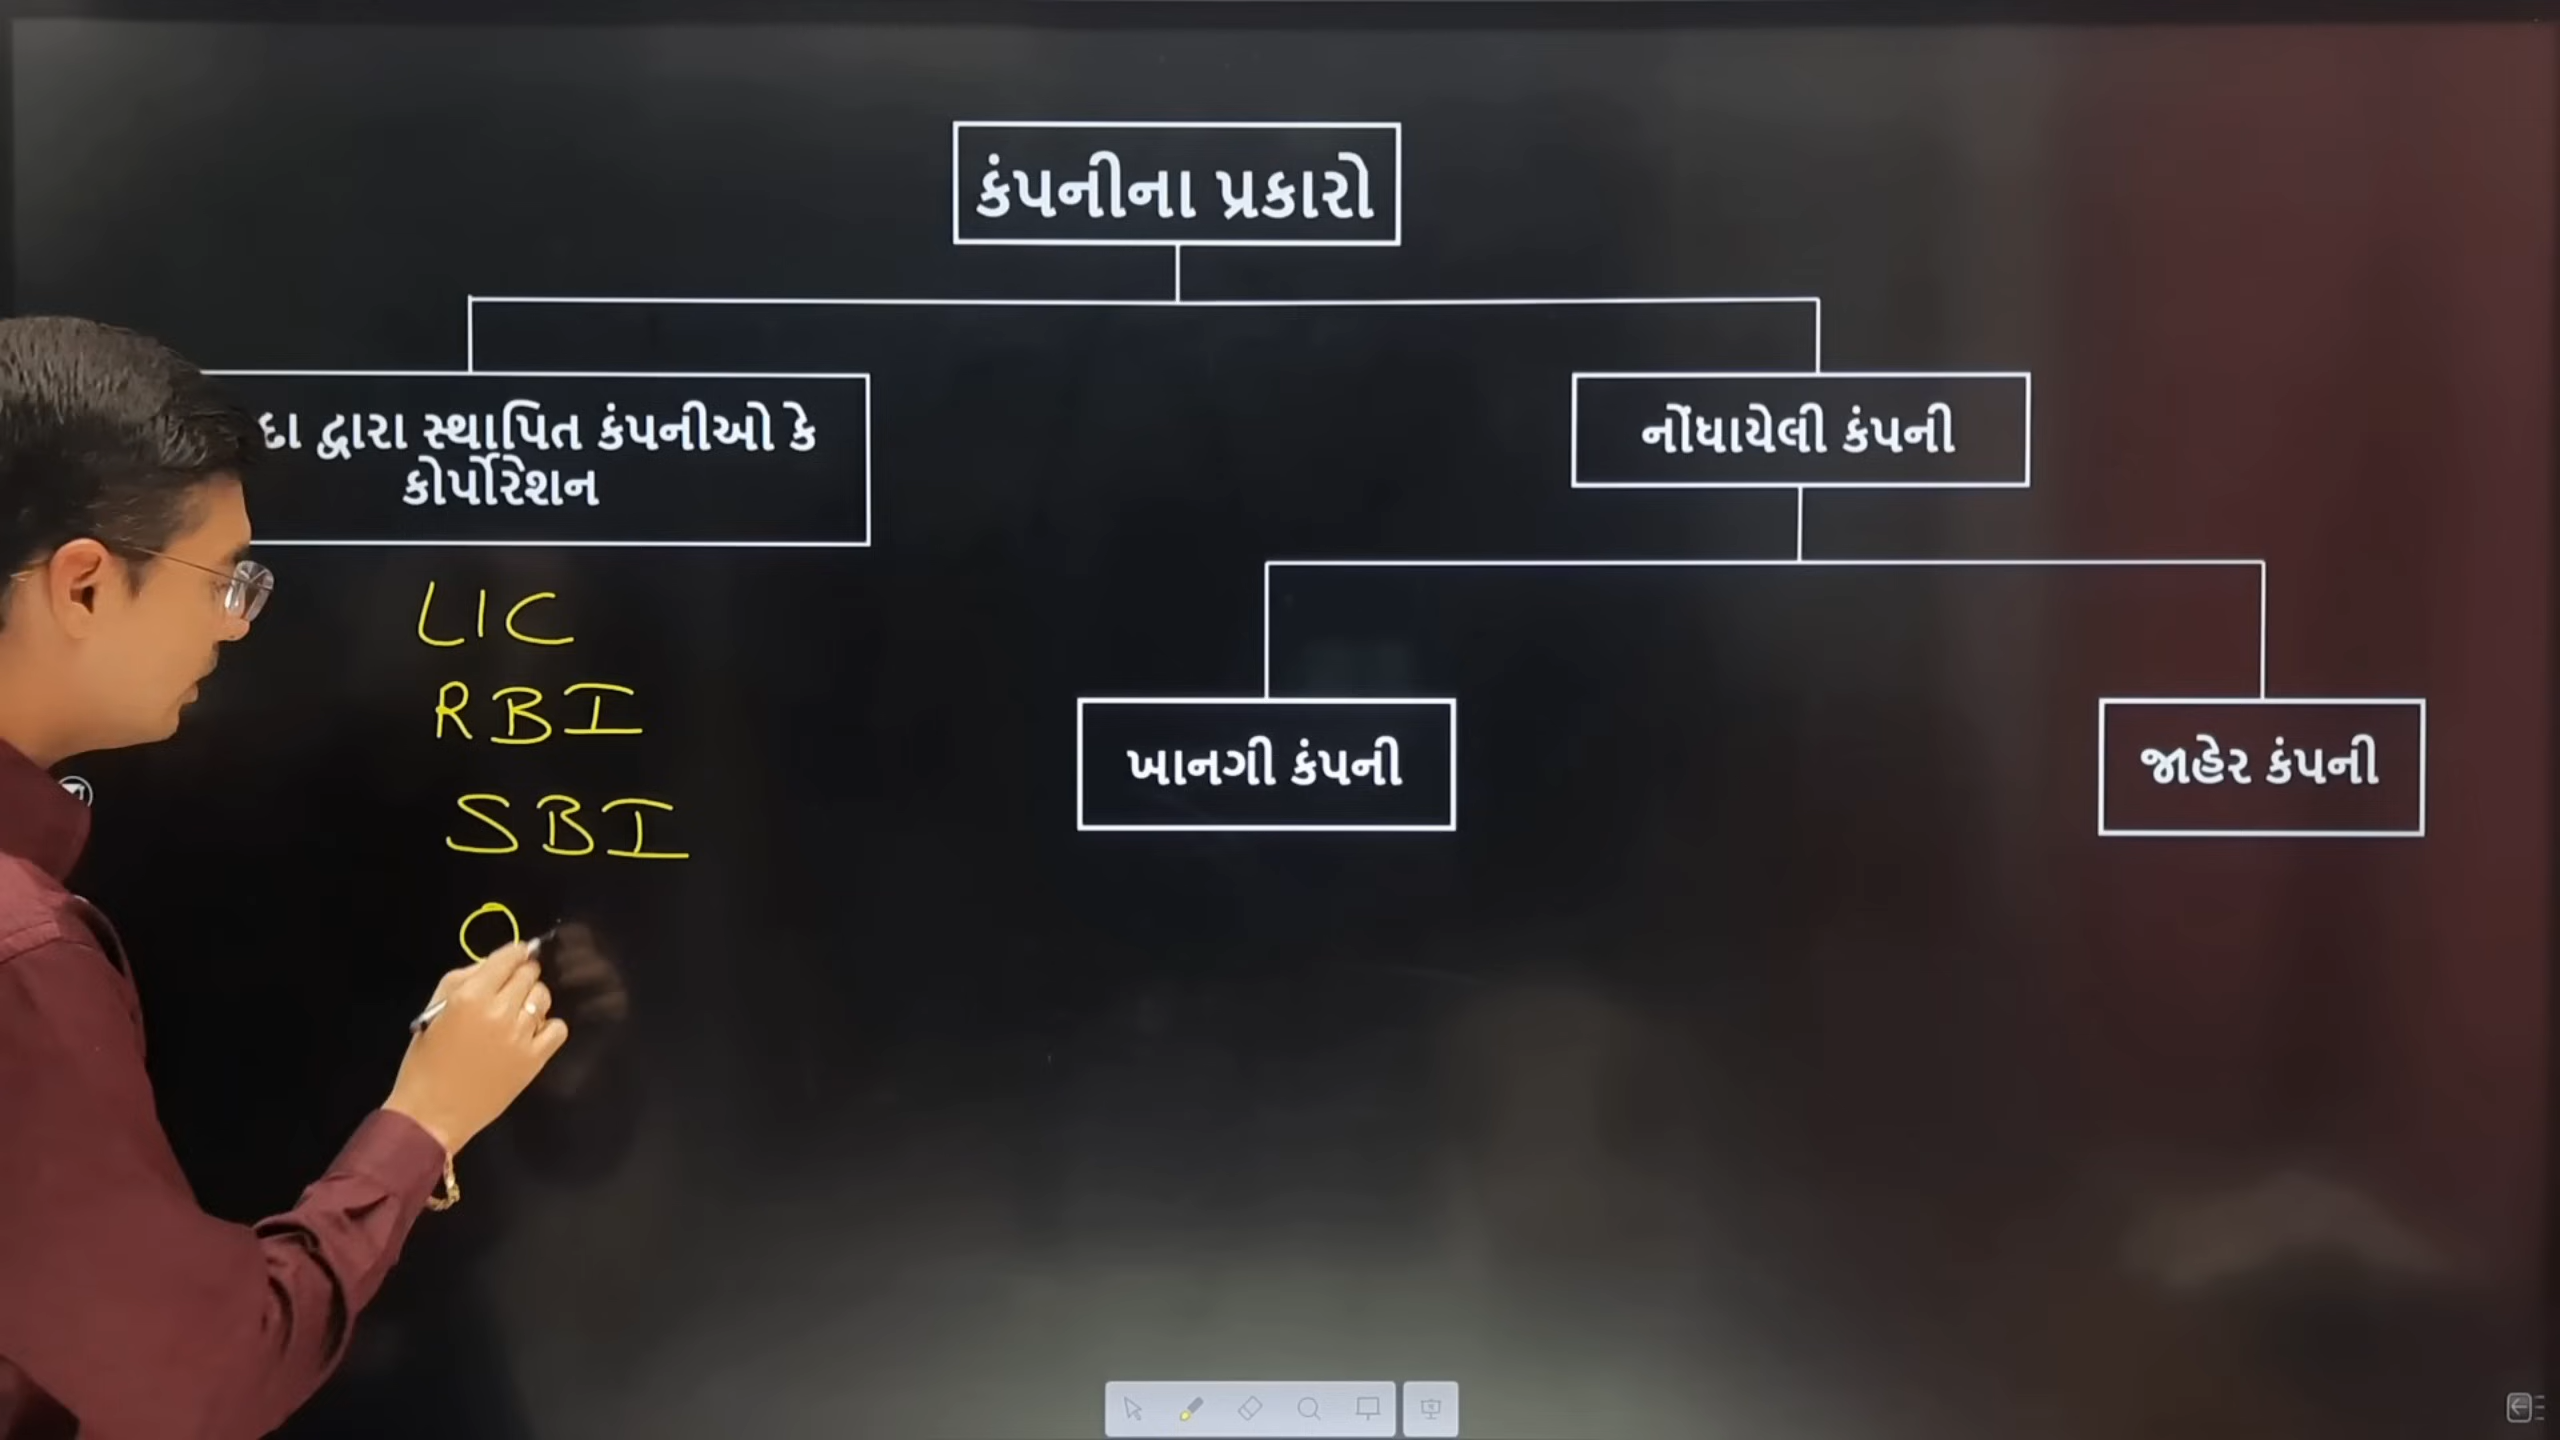 કંપનીના પ્રકારો
દ્વારા સ્થાપિત કંપનીઓ કે
કોર્પોરેશન
નોંધાયેલી કંપની
LIC
RBI
SBI
O
ખાનગી કંપની
જાહેર કંપની